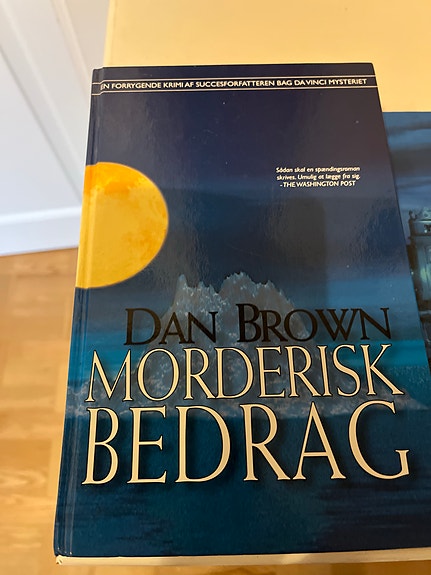 EN FORRYGENDE KRIMI AF SUCCESFORFATTEREN BAG DA VINCI MYSTERIET
Sådan skal en spændingsroman
skrives. Umulig at lægge fra sig.
- THE WASHINGTON POST
DAN BROWN
MORDERISK
BEDRAG